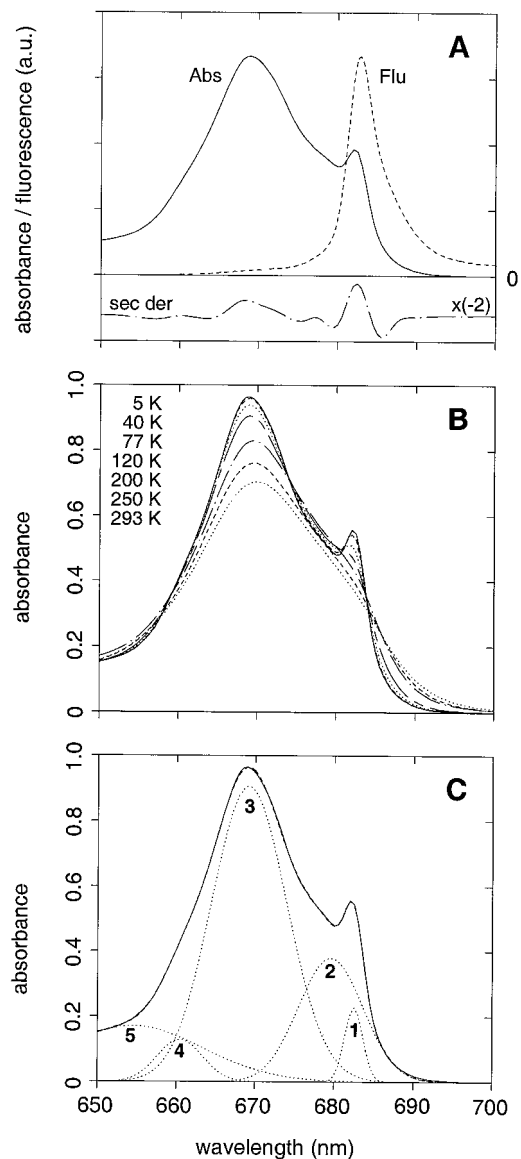 A
Abs
Flu
absorbance / fluorescence (a.u.)
0
sec der
x(-2)
B
1.0
0.8
0.6
0.4
0.2
0
absorbance
5 K
40 K
77 K
120 K
200 K
250 K
293 K
C
1.0
0.8
0.6
0.4
0.2
0
absorbance
3
2
1
5
4
650
660
670
680
690
700
wavelength (nm)